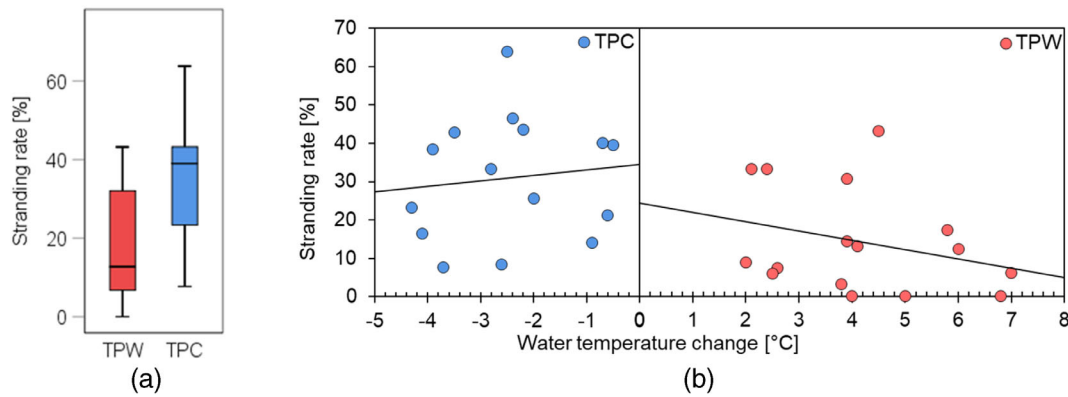 Stranding rate [%]
60
40
20
0
TPW TPC
(a)
Stranding rate [%]
70
60
50
40
30
20
10
0
TPC
TPW
-5 -4 -3 -2 -1 0 0 1 2 3 4 5 6 7 8
Water temperature change [°C]
(b)